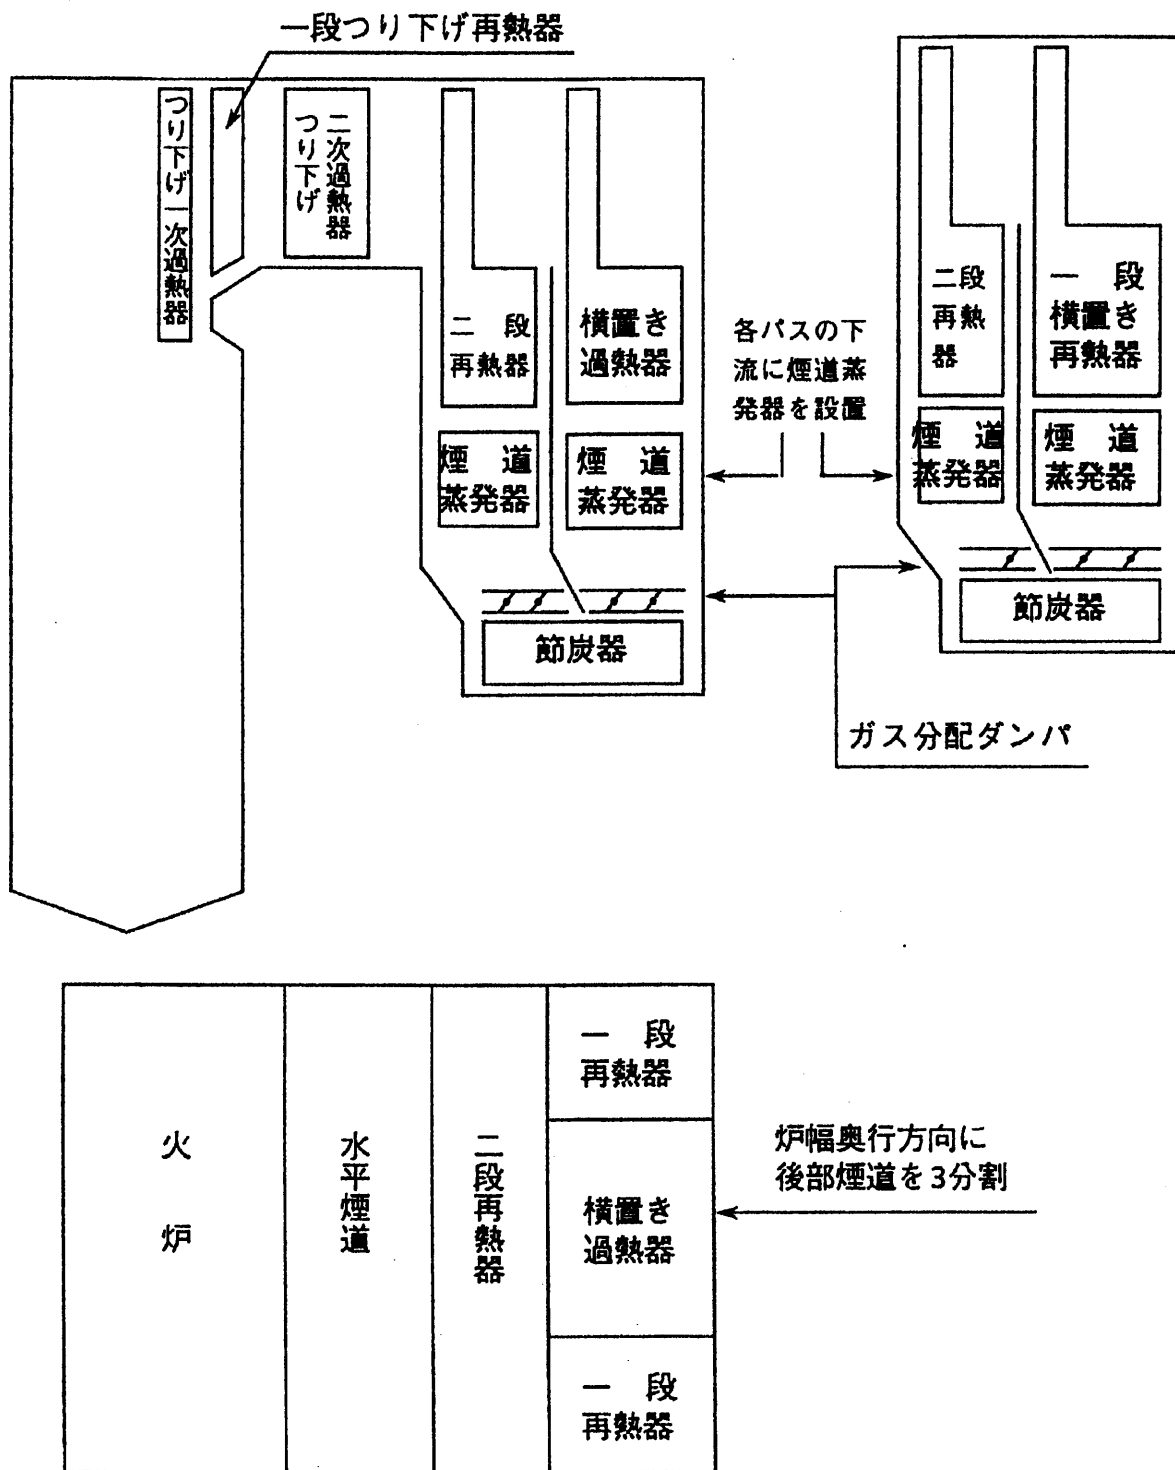 一段つり下げ再熱器
つり下げ一次過熱器
二次過熱器
つり下げ
二段
再熱器
横置き
過熱器
煙道
蒸発器
煙道
蒸発器
節炭器
各パスの下
流に煙道蒸
発器を設置
二段
再熱
器
一段
横置き
再熱器
煙道
蒸発器
煙道
蒸発器
節炭器
ガス分配ダンパ
火炉
水平煙道
二段再熱器
一段
再熱器
横置き
過熱器
一段
再熱器
炉幅奥行方向に
後部煙道を3分割